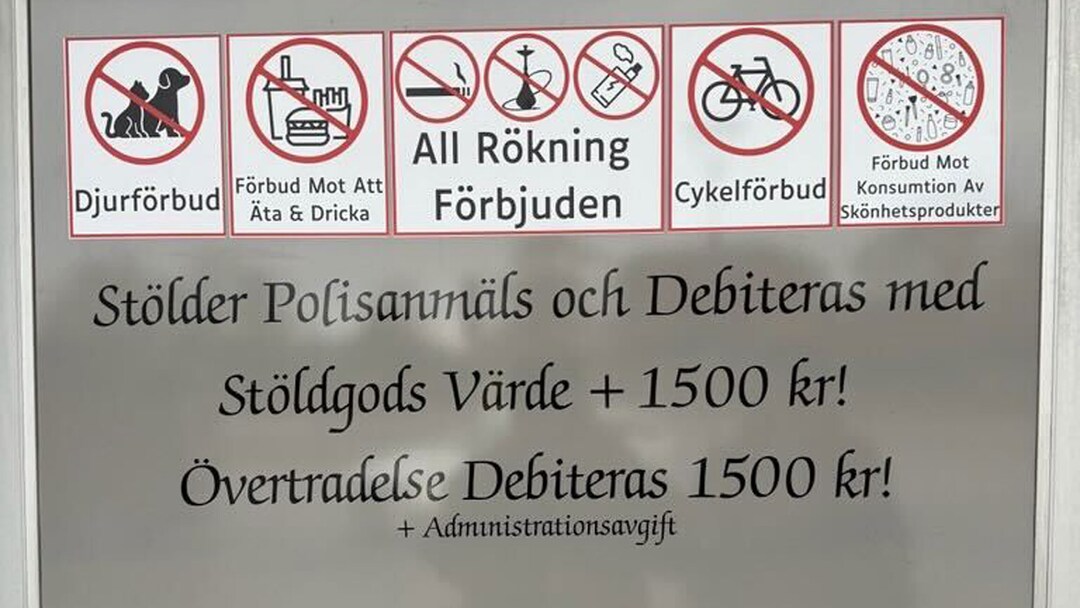 Djurförbud
Förbud Mot Att
Äta & Dricka
All Rökning
Förbjuden
Cykelförbud
Förbud Mot
Konsumtion Av
Skönhetsprodukter
Stölder Polisanmäls och Debiteras med
Stöldgods Värde + 1500 kr!
Övertradelse Debiteras 1500 kr!
+ Administrationsavgift